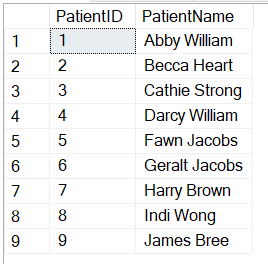 PatientID PatientName
1 1 Abby William
2 2 Becca Heart
3 3 Cathie Strong
4 4 Darcy William
5 5 Fawn Jacobs
6 6 Geralt Jacobs
7 7 Harry Brown
8 8 Indi Wong
9 9 James Bree